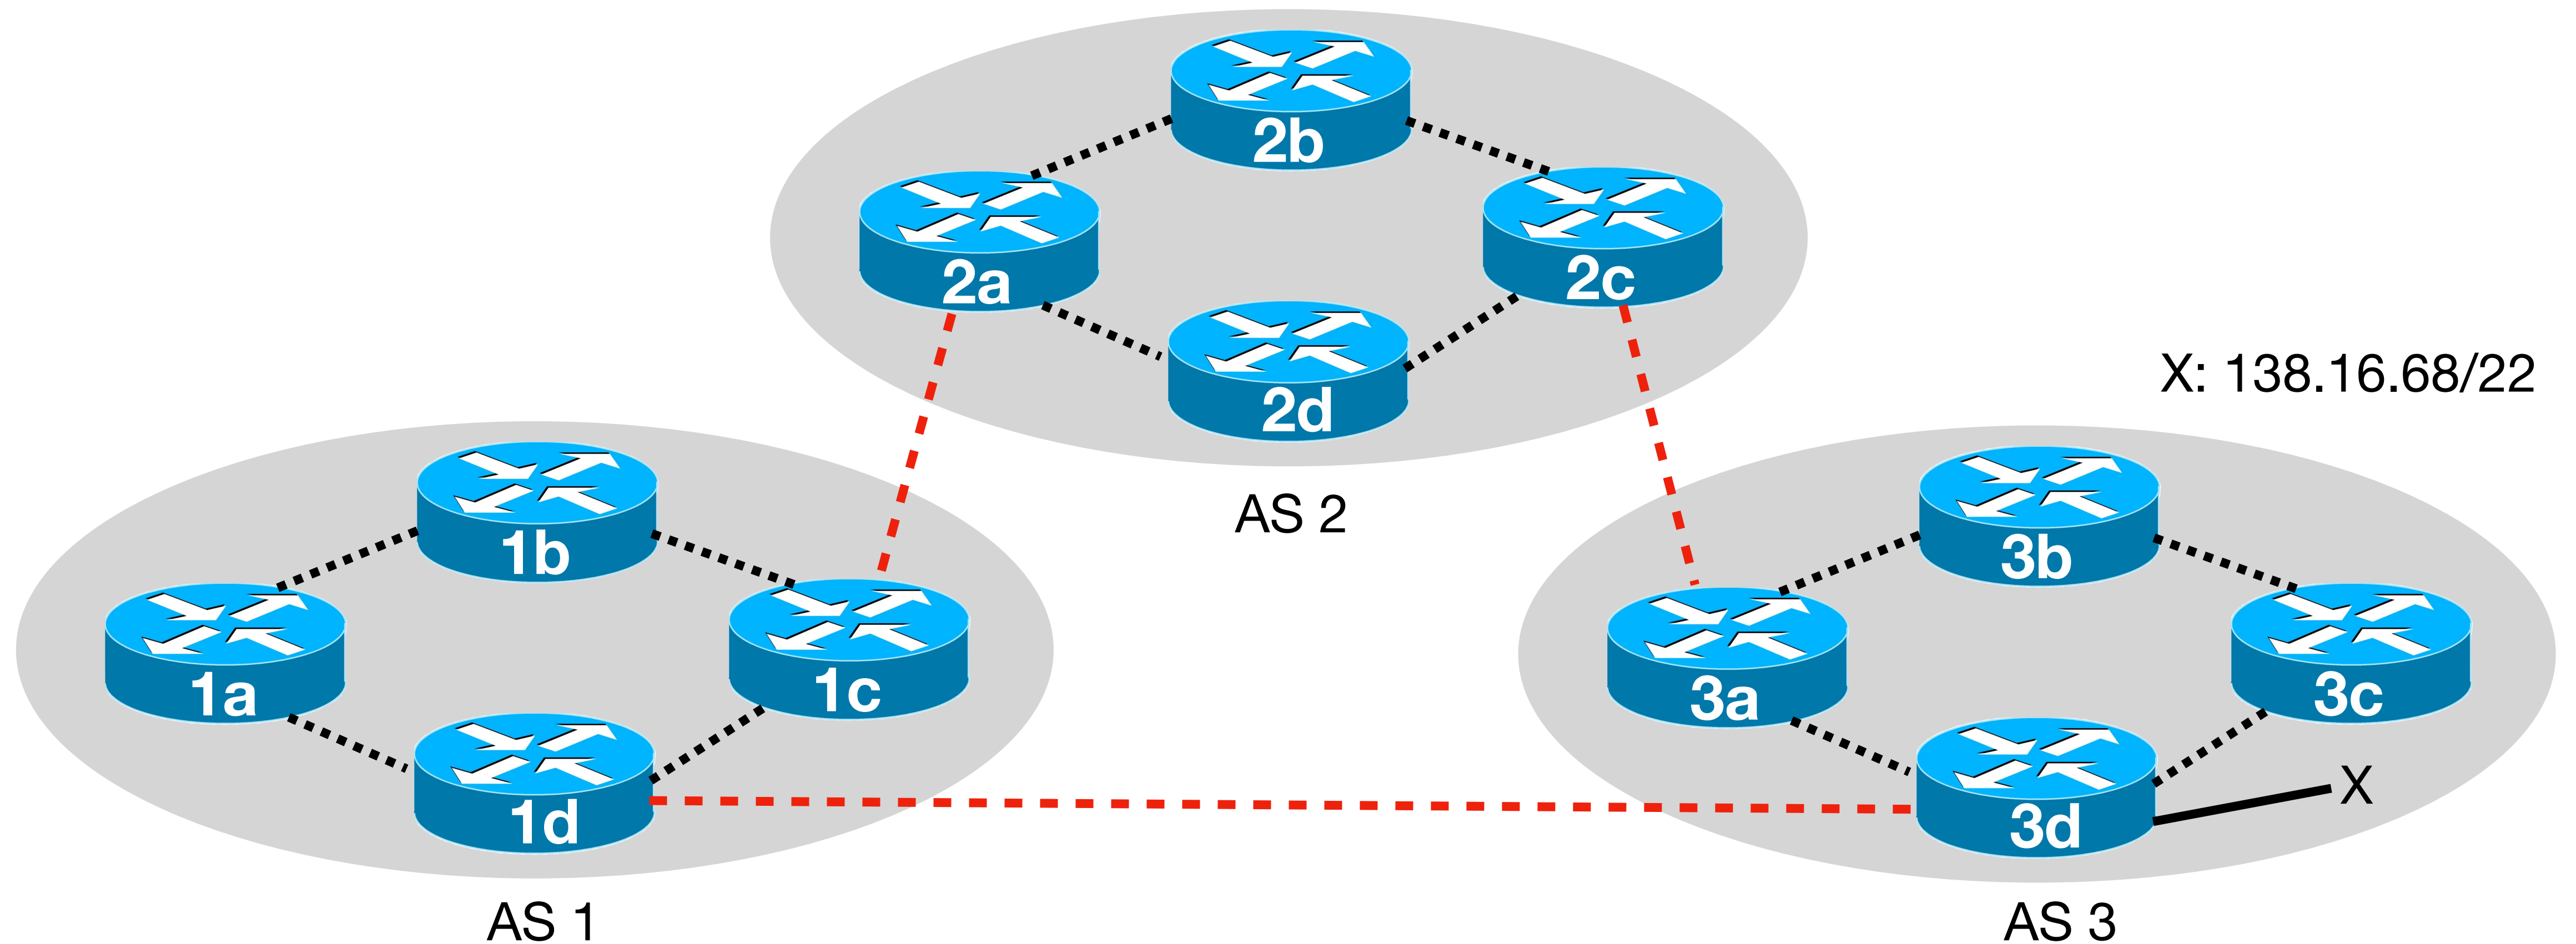 2b
2a
2c
2d
X: 138.16.68/22
AS 2
1b
3b
1a
1c
3a
3c
1d
3d
X
AS 1
AS 3